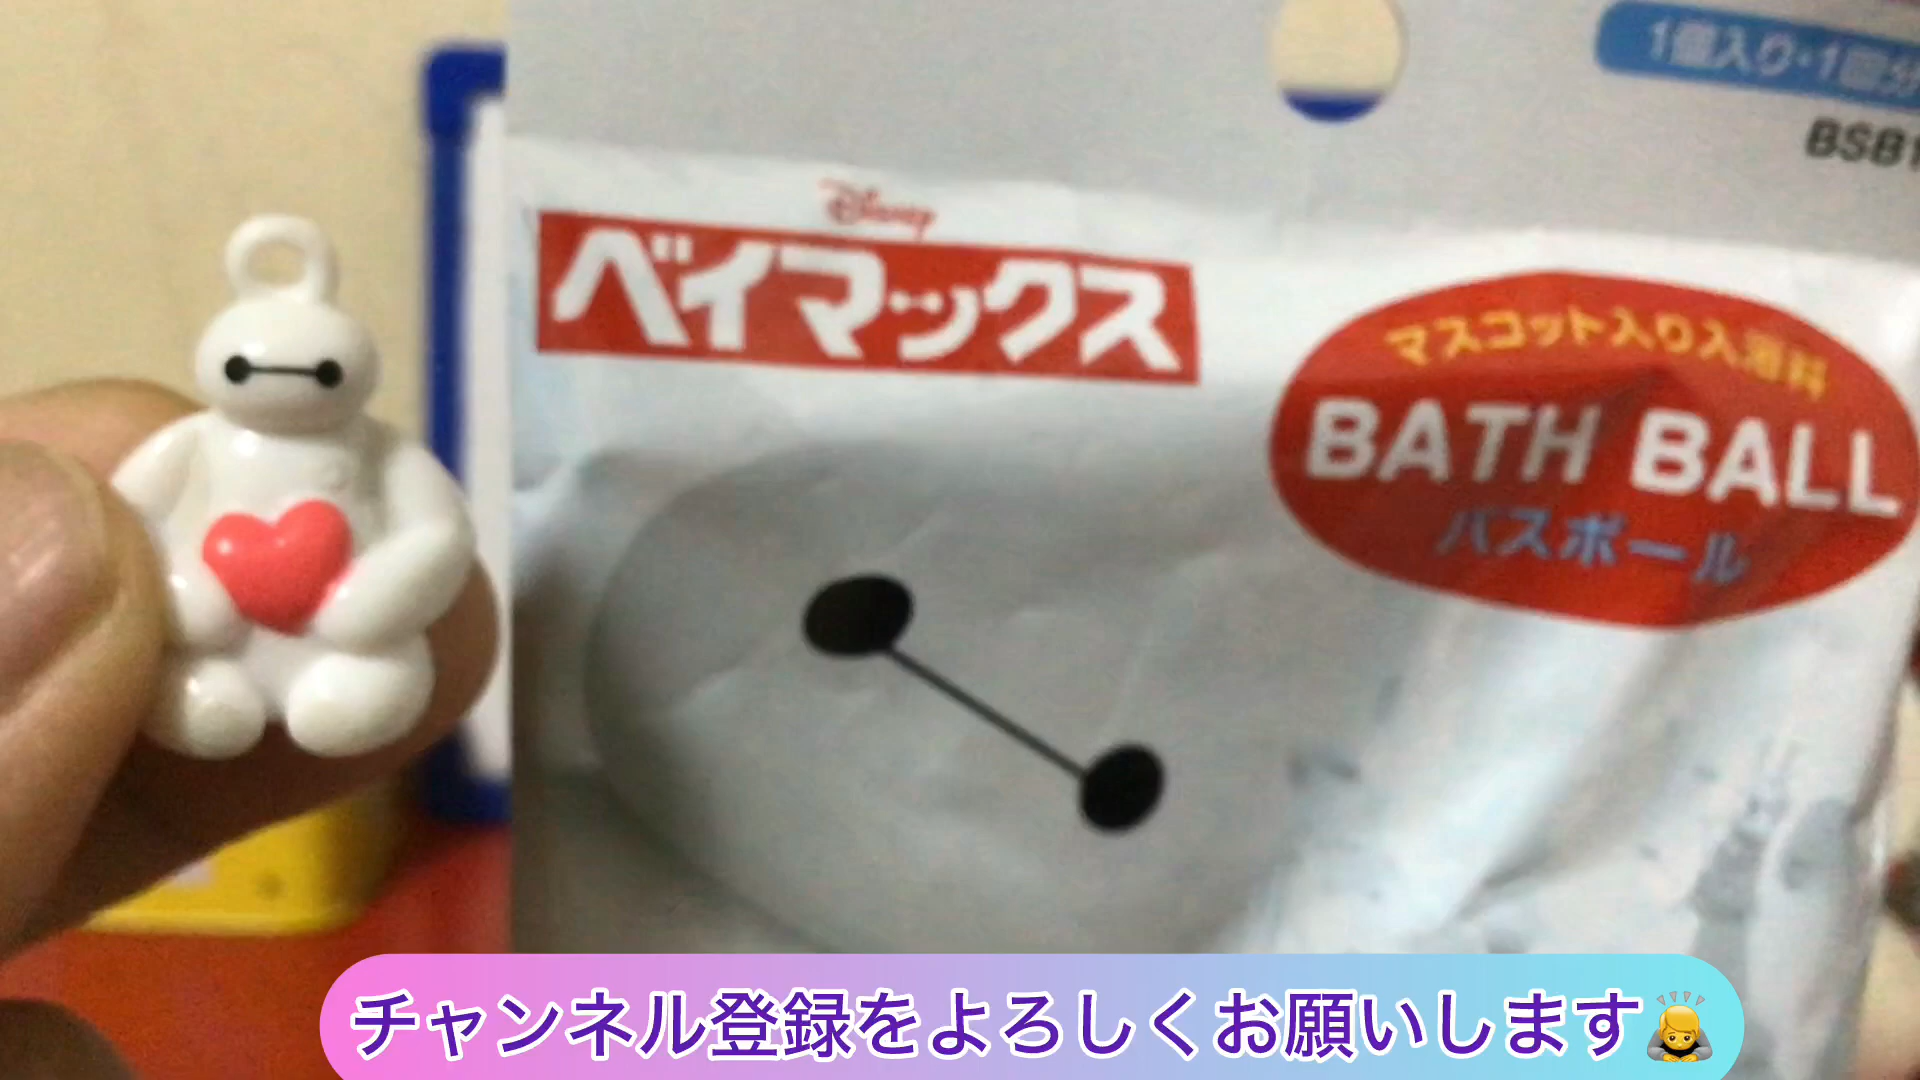 1個入り・1回分
BSB1
Disney
ベイマックス
マスコット入り入浴料
BATH BALL
バスボール
チャンネル登録をよろしくお願いします🙇